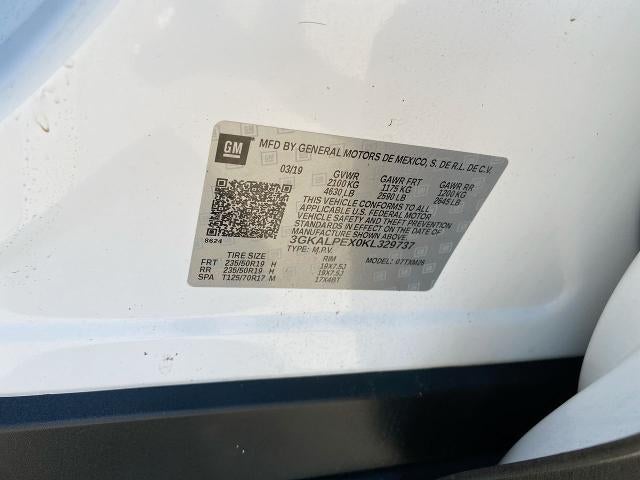 GM MFD BY GENERAL MOTORS DE MEXICO, S. DE R.L. DE C.V.
03/19 GVWR GAWR FRT GAWR RR
2100 KG 1175 KG 1200 KG
4630 LB 2590 LB 2645 LB
THIS VEHICLE CONFORMS TO ALL
APPLICABLE U.S. FEDERAL MOTOR
VEHICLE SAFETY AND THEFT PREVENTION
STANDARDS IN EFFECT ON THE DATE OF
MANUFACTURE SHOWN ABOVE.
8624
3GKALPEX0KL329737
TYPE: M.P.V. MODEL: 07TXM26
TIRE SIZE RIM
FRT 235/50R19 H 19X7.5J
RR 235/50R19 H 19X7.5J
SPA T125/70R17 M 17X4BT